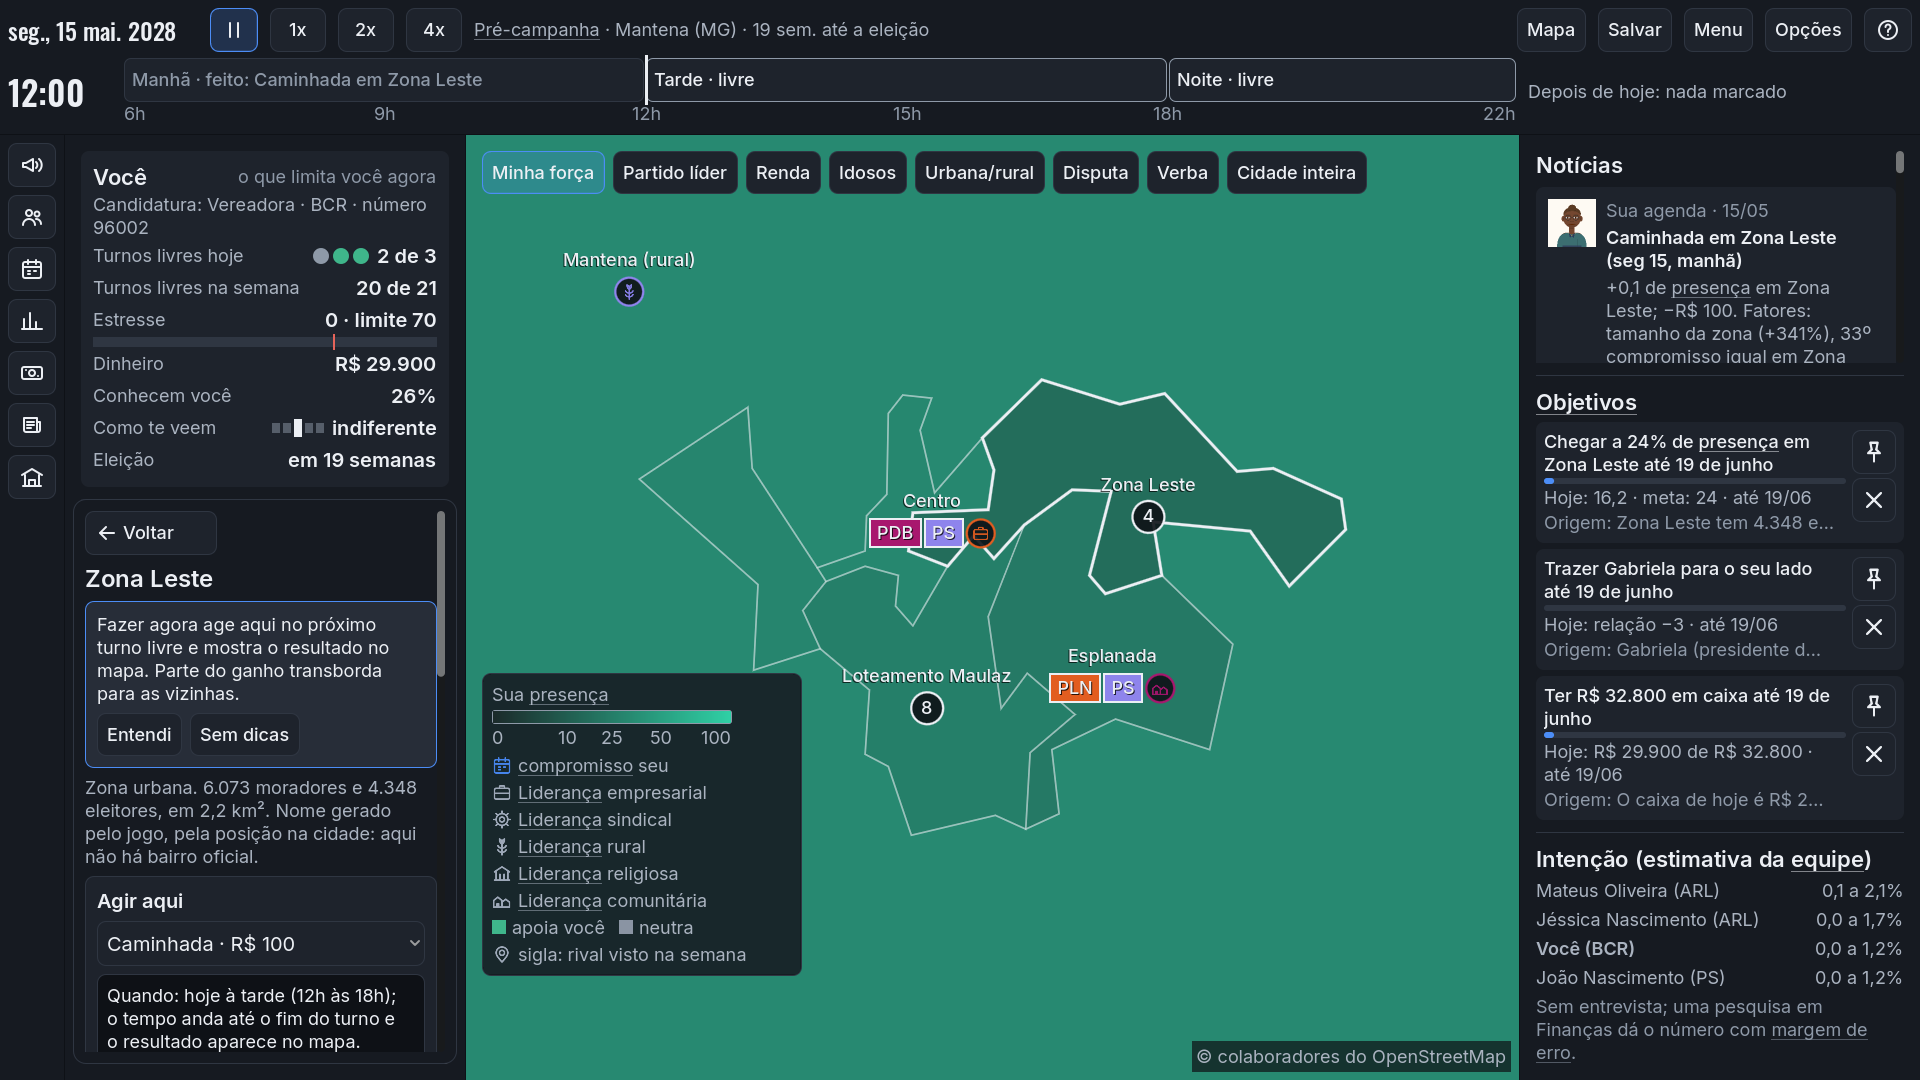 seg., 15 mai. 2028
1x
2x
4x
Pré-campanha · Mantena (MG) · 19 sem. até a eleição
Mapa
Salvar
Menu
Opções
12:00
Manhã · feito: Caminhada em Zona Leste
Tarde · livre
Noite · livre
6h
9h
12h
15h
18h
22h
Depois de hoje: nada marcado
Você
o que limita você agora
Candidatura: Vereadora · BCR · número
96002
Turnos livres hoje
2 de 3
Turnos livres na semana
20 de 21
Estresse
0 · limite 70
Dinheiro
R$ 29.900
Conhecem você
26%
Como te veem
indiferente
Eleição
em 19 semanas
Voltar
Zona Leste
Fazer agora age aqui no próximo
turno livre e mostra o resultado no
mapa. Parte do ganho transborda
para as vizinhas.
Entendi
Sem dicas
Zona urbana. 6.073 moradores e 4.348
eleitores, em 2,2 km². Nome gerado
pelo jogo, pela posição na cidade: aqui
não há bairro oficial.
Agir aqui
Caminhada · R$ 100
Quando: hoje à tarde (12h às 18h);
o tempo anda até o fim do turno e
o resultado aparece no mapa.
Minha força
Partido líder
Renda
Idosos
Urbana/rural
Disputa
Verba
Cidade inteira
Mantena (rural)
Centro
PDB
PS
Zona Leste
4
Loteamento Maulaz
8
Esplanada
PLN
PS
Sua presença
0
10
25
50
100
compromisso seu
Liderança empresarial
Liderança sindical
Liderança rural
Liderança religiosa
Liderança comunitária
apoia você
neutra
sigla: rival visto na semana
© colaboradores do OpenStreetMap
Notícias
Sua agenda · 15/05
Caminhada em Zona Leste
(seg 15, manhã)
+0,1 de presença em Zona
Leste; −R$ 100. Fatores:
tamanho da zona (+341%), 33º
compromisso igual em Zona
Objetivos
Chegar a 24% de presença em
Zona Leste até 19 de junho
Hoje: 16,2 · meta: 24 · até 19/06
Origem: Zona Leste tem 4.348 e...
Trazer Gabriela para o seu lado
até 19 de junho
Hoje: relação −3 · até 19/06
Origem: Gabriela (presidente d...
Ter R$ 32.800 em caixa até 19 de
junho
Hoje: R$ 29.900 de R$ 32.800 ·
até 19/06
Origem: O caixa de hoje é R$ 2...
Intenção (estimativa da equipe)
Mateus Oliveira (ARL)
0,1 a 2,1%
Jéssica Nascimento (ARL)
0,0 a 1,7%
Você (BCR)
0,0 a 1,2%
João Nascimento (PS)
0,0 a 1,2%
Sem entrevista; uma pesquisa em
Finanças dá o número com margem de
erro.